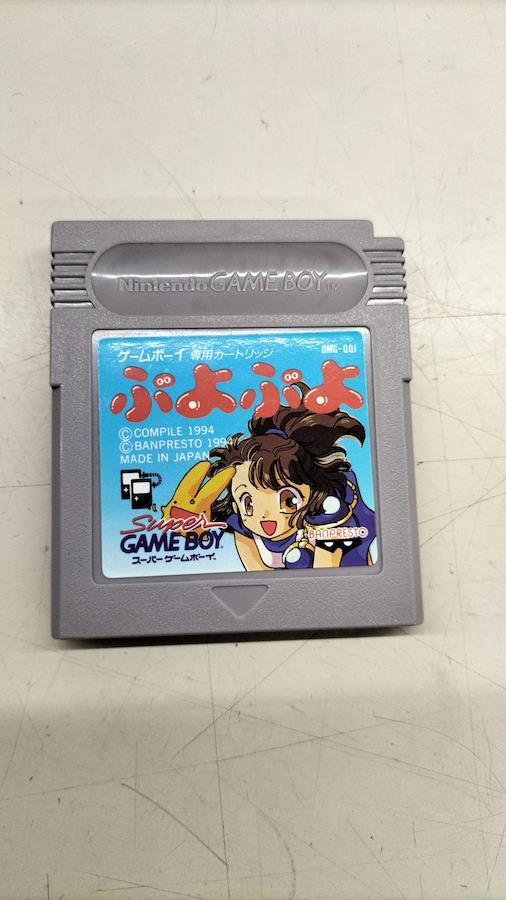 Nintendo GAME BOY TM
ゲームボーイ 専用カートリッジ
DMG-QQJ
ぷよぷよ
©COMPILE 1994
©BANPRESTO 1994
MADE IN JAPAN
Super
GAME BOY
スーパーゲームボーイ
BANPRESTO